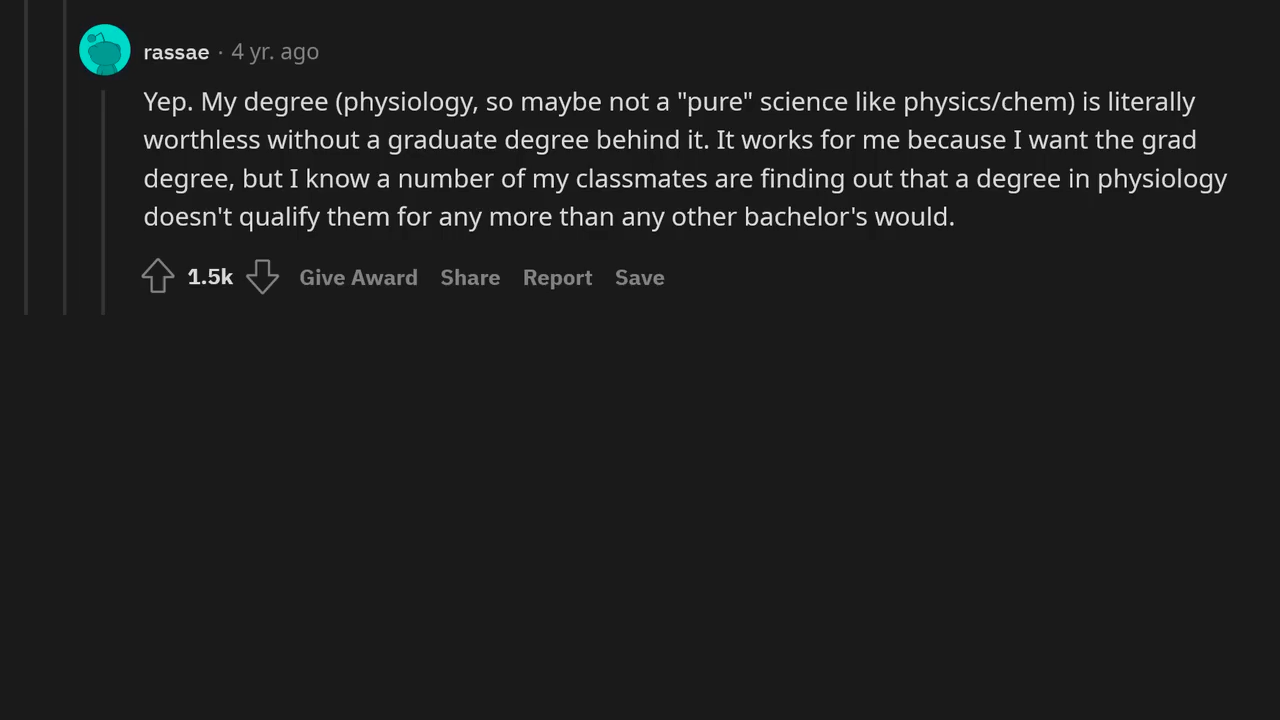 rassae · 4 yr. ago
Yep. My degree (physiology, so maybe not a "pure" science like physics/chem) is literally
worthless without a graduate degree behind it. It works for me because I want the grad
degree, but I know a number of my classmates are finding out that a degree in physiology
doesn't qualify them for any more than any other bachelor's would.
1.5k Give Award Share Report Save